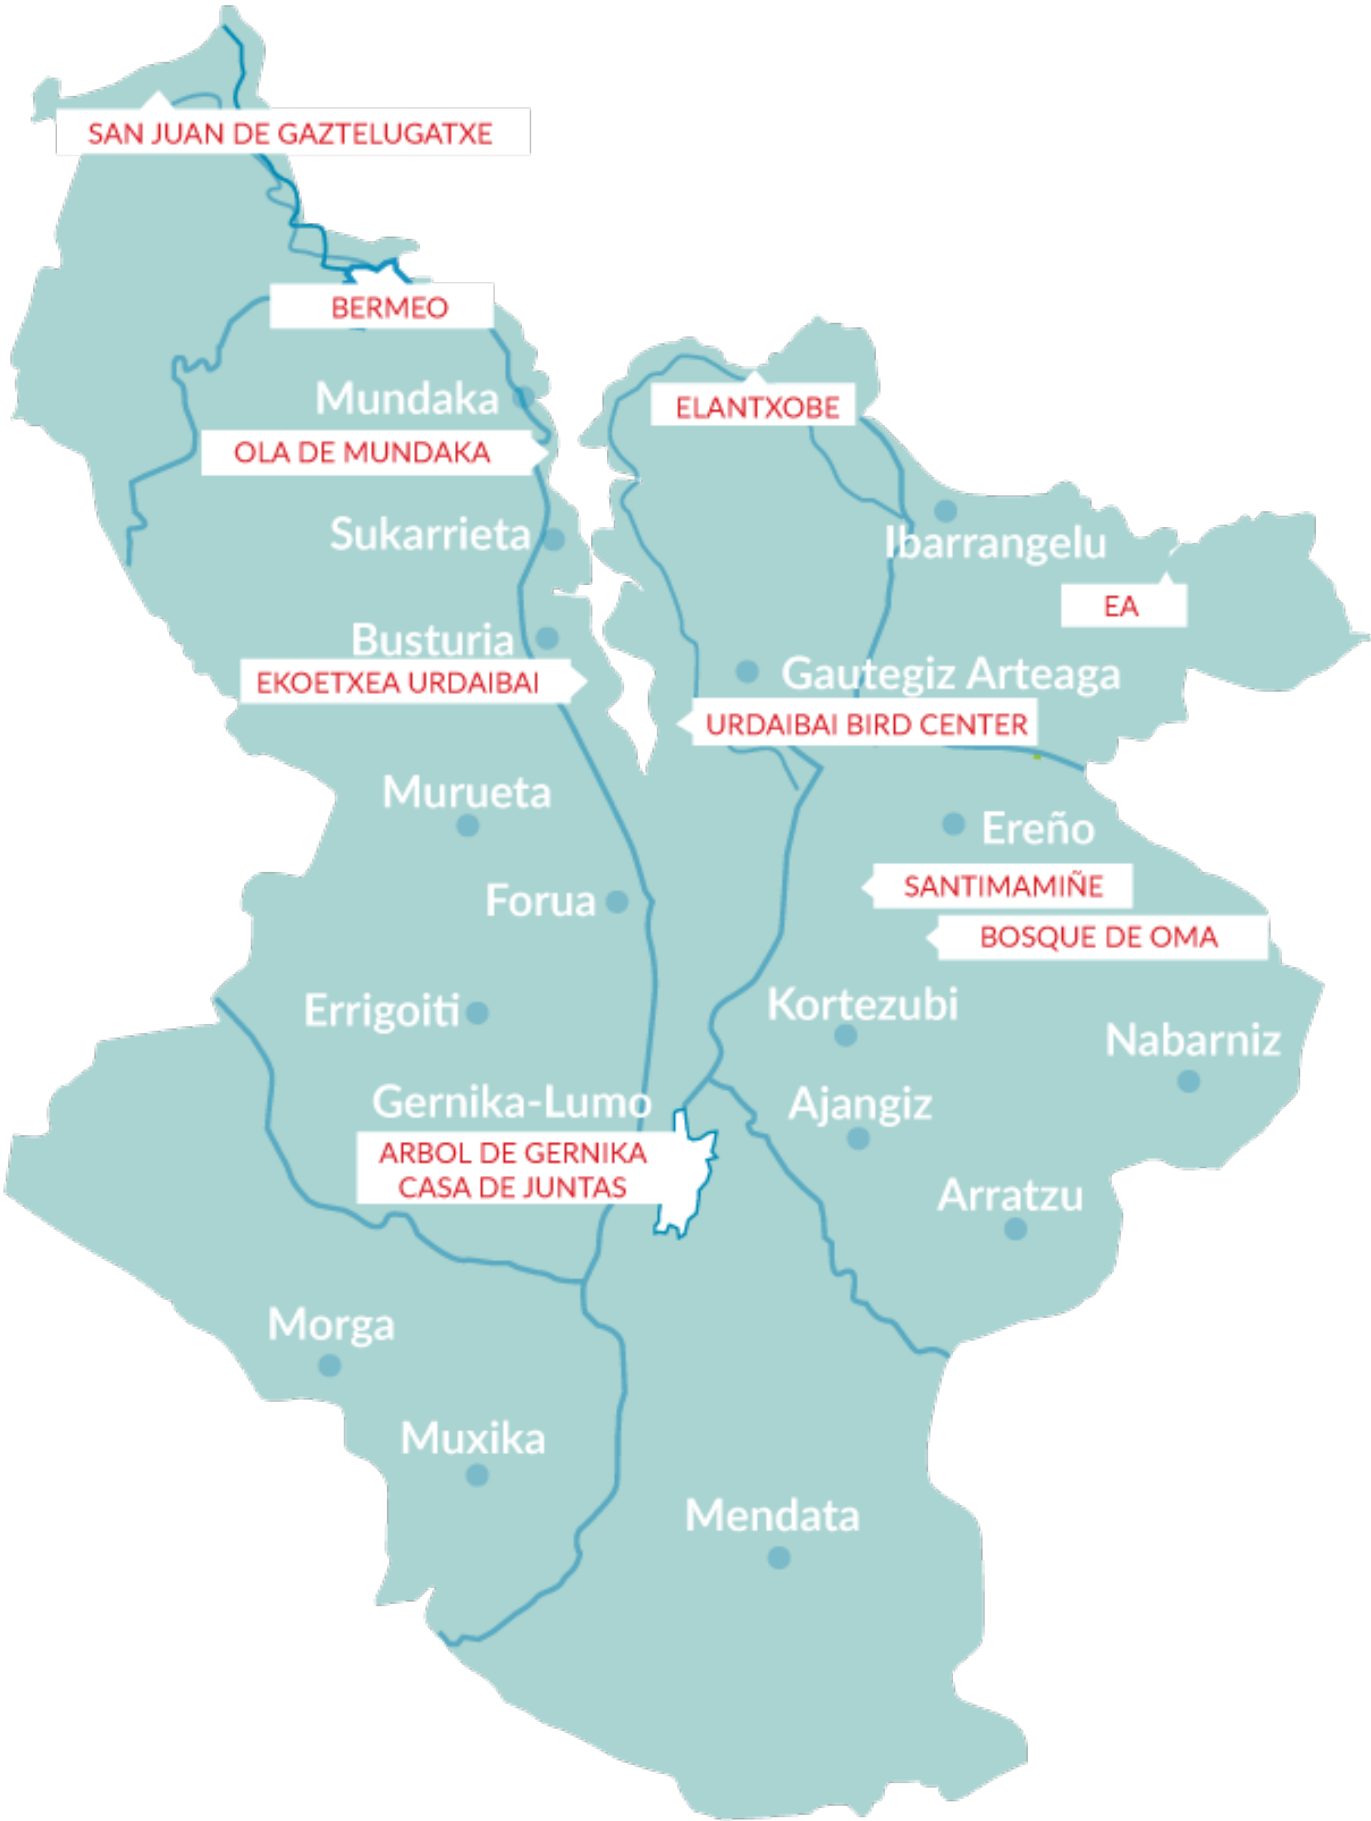 SAN JUAN DE GAZTELUGATXE
BERMEO
Mundaka
ELANTXOBE
OLA DE MUNDAKA
Sukarrieta
Ibarrangelu
EA
Busturia
EKOETXEA URDAIBAI
Gautegiz Arteaga
URDAIBAI BIRD CENTER
Murueta
Ereño
SANTIMAMIÑE
Forua
BOSQUE DE OMA
Errigoiti
Kortezubi
Nabarniz
Gernika-Lumo
Ajangiz
ARBOL DE GERNIKA
CASA DE JUNTAS
Arratzu
Morga
Muxika
Mendata